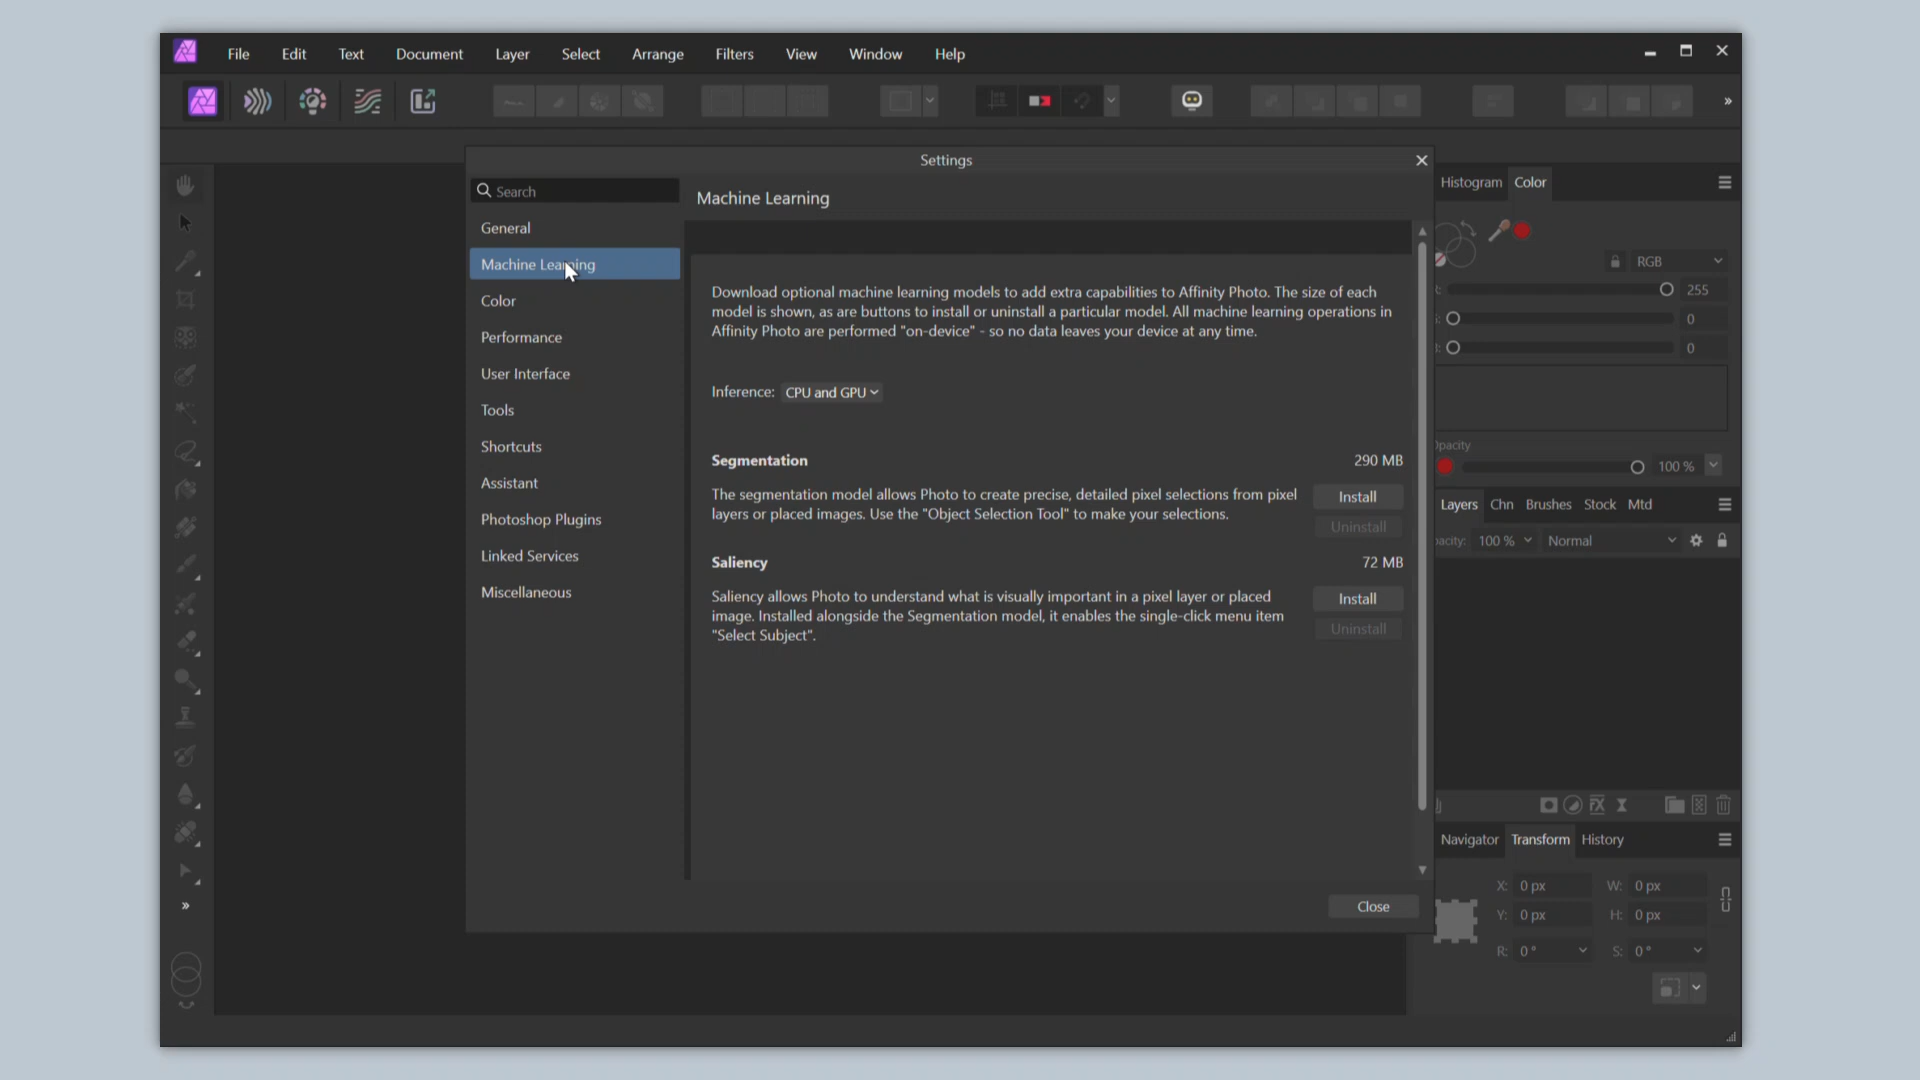 File Edit Text Document Layer Select Arrange Filters View Window Help
Settings
Search
General
Machine Learning
Color
Performance
User Interface
Tools
Shortcuts
Assistant
Photoshop Plugins
Linked Services
Miscellaneous
Machine Learning
Download optional machine learning models to add extra capabilities to Affinity Photo. The size of each
model is shown, as are buttons to install or uninstall a particular model. All machine learning operations in
Affinity Photo are performed "on-device" - so no data leaves your device at any time.
Inference: CPU and GPU
Segmentation 290 MB
The segmentation model allows Photo to create precise, detailed pixel selections from pixel
layers or placed images. Use the "Object Selection Tool" to make your selections.
Install
Uninstall
Saliency 72 MB
Saliency allows Photo to understand what is visually important in a pixel layer or placed
image. Installed alongside the Segmentation model, it enables the single-click menu item
"Select Subject".
Install
Uninstall
Close
Histogram Color
RGB
255
0
0
Opacity
100 %
Layers Chn Brushes Stock Mtd
pacity: 100 % Normal
Navigator Transform History
X: 0 px W: 0 px
Y: 0 px H: 0 px
R: 0 ° S: 0 °